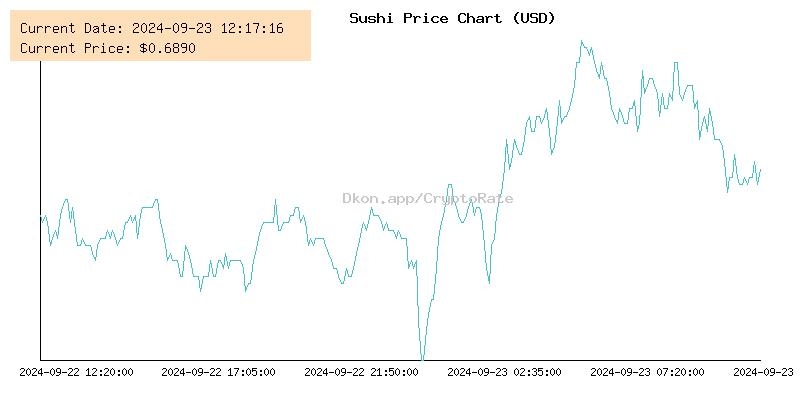 Sushi Price Chart (USD)
Current Date: 2024-09-23 12:17:16
Current Price: $0.6890
Dkon.app/CryptoRate
2024-09-22 12:20:00 2024-09-22 17:05:00 2024-09-22 21:50:00 2024-09-23 02:35:00 2024-09-23 07:20:00 2024-09-23